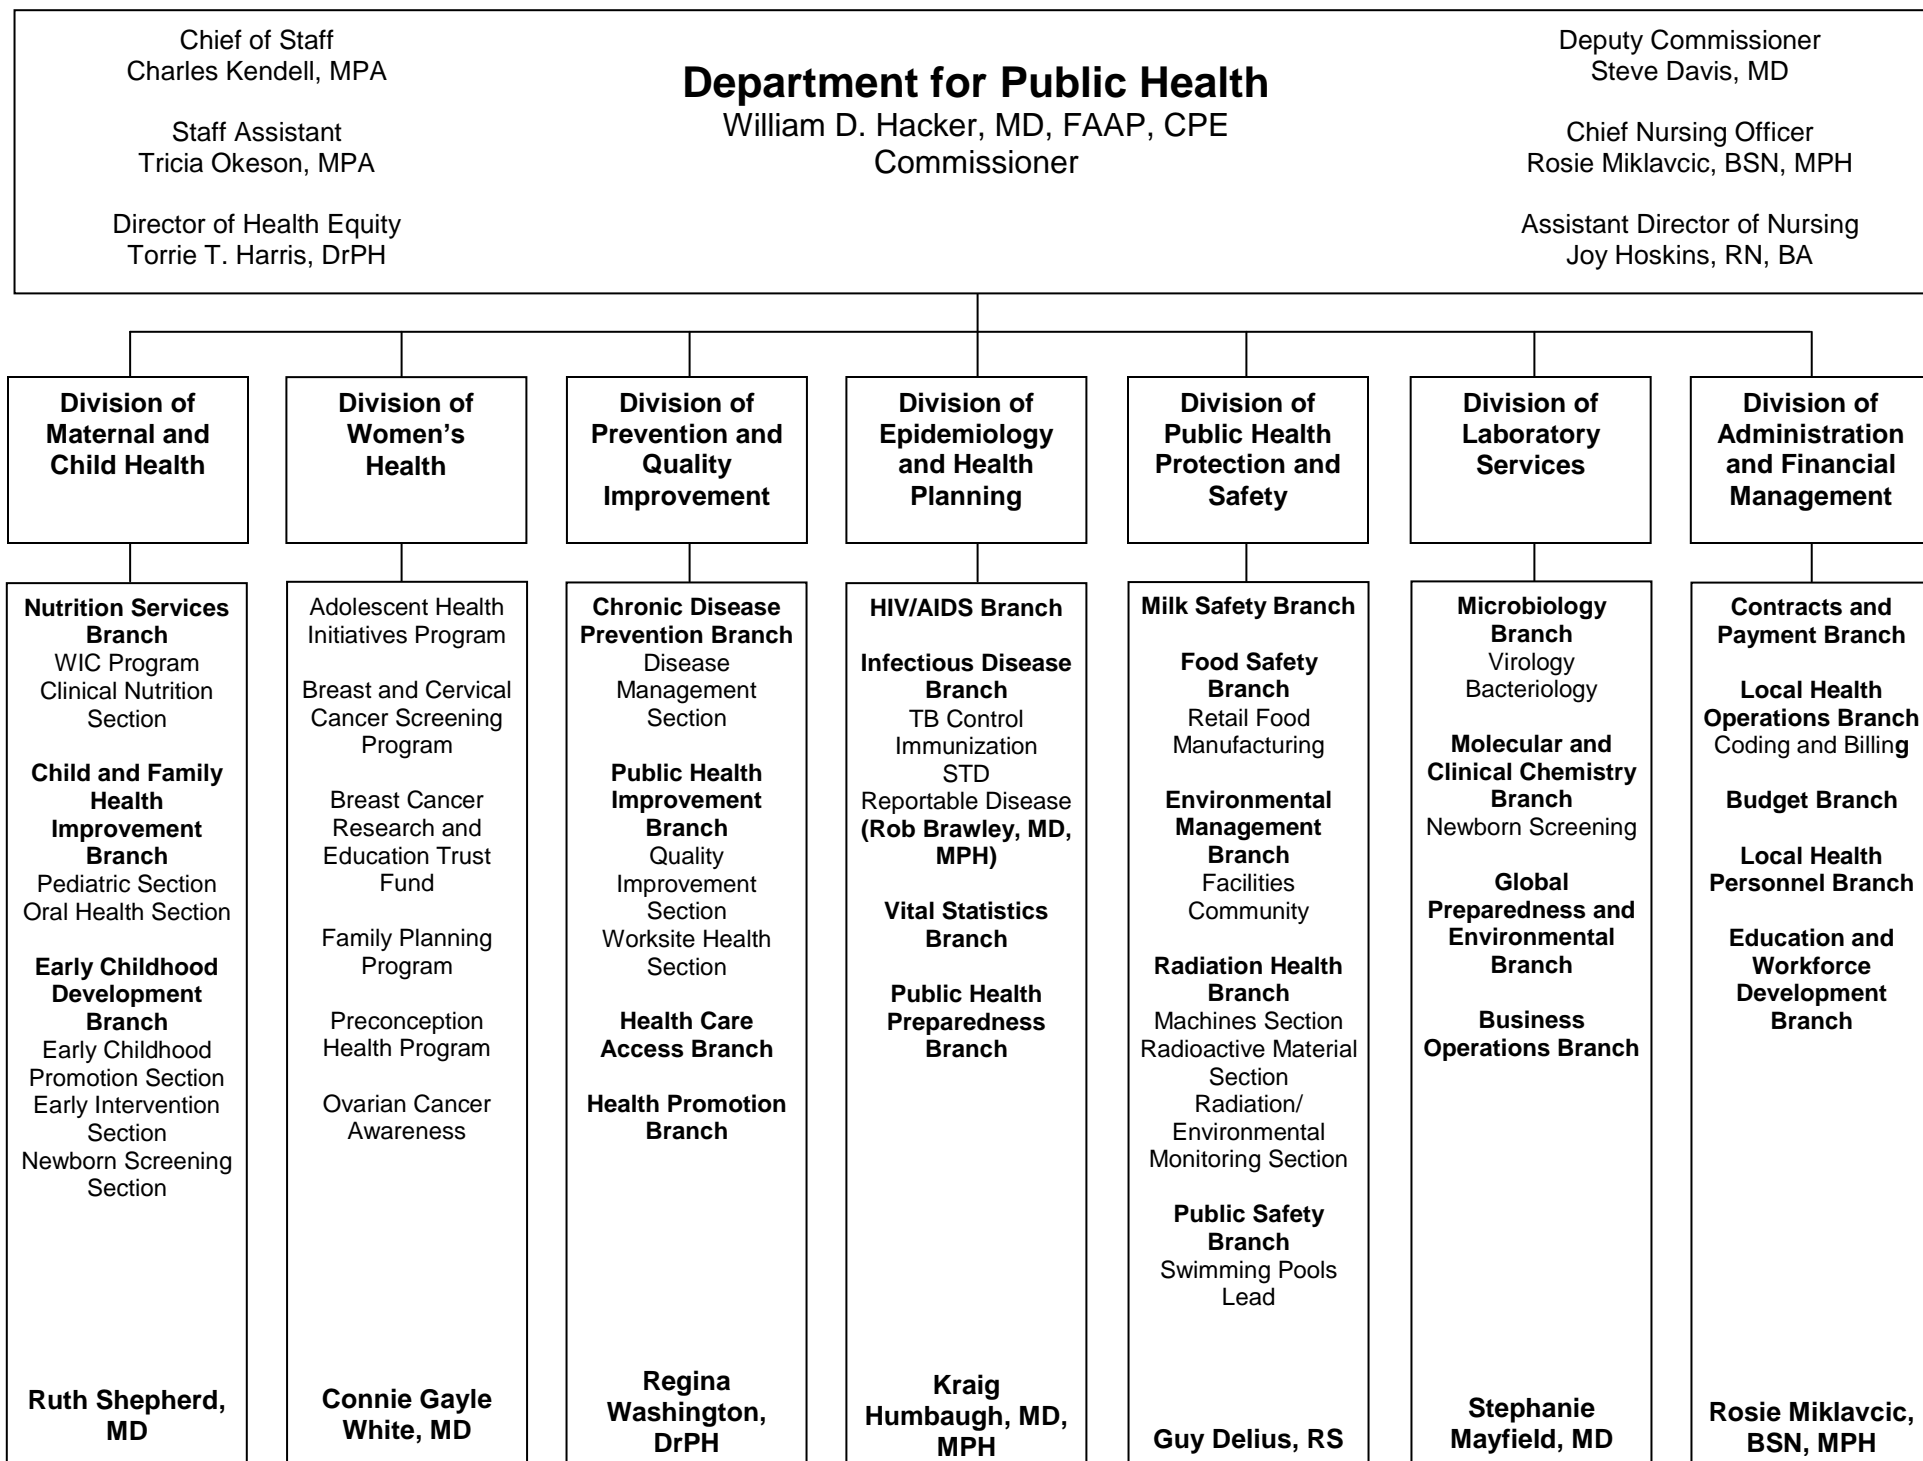 Chief of Staff
Charles Kendell, MPA
Staff Assistant
Tricia Okeson, MPA
Director of Health Equity
Torrie T. Harris, DrPH
Department for Public Health
William D. Hacker, MD, FAAP, CPE
Commissioner
Deputy Commissioner
Steve Davis, MD
Chief Nursing Officer
Rosie Miklavcic, BSN, MPH
Assistant Director of Nursing
Joy Hoskins, RN, BA
Division of
Maternal and
Child Health
Nutrition Services
Branch
WIC Program
Clinical Nutrition
Section
Child and Family
Health
Improvement
Branch
Pediatric Section
Oral Health Section
Early Childhood
Development
Branch
Early Childhood
Promotion Section
Early Intervention
Section
Newborn Screening
Section
Ruth Shepherd,
MD
Division of
Women’s
Health
Adolescent Health
Initiatives Program
Breast and Cervical
Cancer Screening
Program
Breast Cancer
Research and
Education Trust
Fund
Family Planning
Program
Preconception
Health Program
Ovarian Cancer
Awareness
Connie Gayle
White, MD
Division of
Prevention and
Quality
Improvement
Chronic Disease
Prevention Branch
Disease
Management
Section
Public Health
Improvement
Branch
Quality
Improvement
Section
Worksite Health
Section
Health Care
Access Branch
Health Promotion
Branch
Regina
Washington,
DrPH
Division of
Epidemiology
and Health
Planning
HIV/AIDS Branch
Infectious Disease
Branch
TB Control
Immunization
STD
Reportable Disease
(Rob Brawley, MD,
MPH)
Vital Statistics
Branch
Public Health
Preparedness
Branch
Kraig
Humbaugh, MD,
MPH
Division of
Public Health
Protection and
Safety
Milk Safety Branch
Food Safety
Branch
Retail Food
Manufacturing
Environmental
Management
Branch
Facilities
Community
Radiation Health
Branch
Machines Section
Radioactive Material
Section
Radiation/
Environmental
Monitoring Section
Public Safety
Branch
Swimming Pools
Lead
Guy Delius, RS
Division of
Laboratory
Services
Microbiology
Branch
Virology
Bacteriology
Molecular and
Clinical Chemistry
Branch
Newborn Screening
Global
Preparedness and
Environmental
Branch
Business
Operations Branch
Stephanie
Mayfield, MD
Division of
Administration
and Financial
Management
Contracts and
Payment Branch
Local Health
Operations Branch
Coding and Billing
Budget Branch
Local Health
Personnel Branch
Education and
Workforce
Development
Branch
Rosie Miklavcic,
BSN, MPH